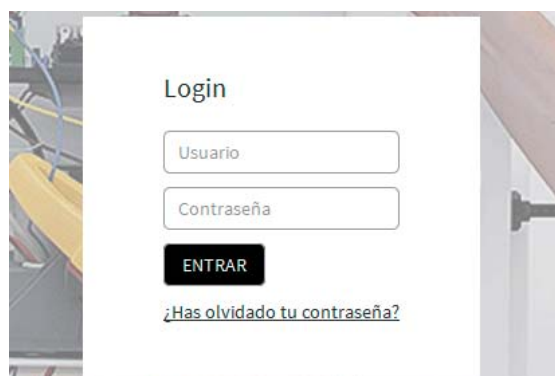 Login
Usuario
Contraseña
ENTRAR
¿Has olvidado tu contraseña?